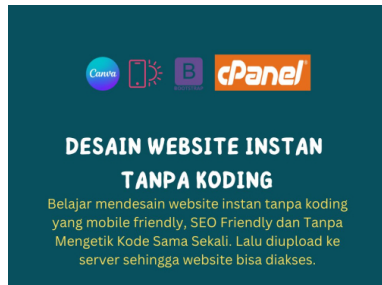 Canva
B
cPanel®
DESAIN WEBSITE INSTAN
TANPA KODING
Belajar mendesain website instan tanpa koding
yang mobile friendly, SEO Friendly dan Tanpa
Mengetik Kode Sama Sekali. Lalu diupload ke
server sehingga website bisa diakses.